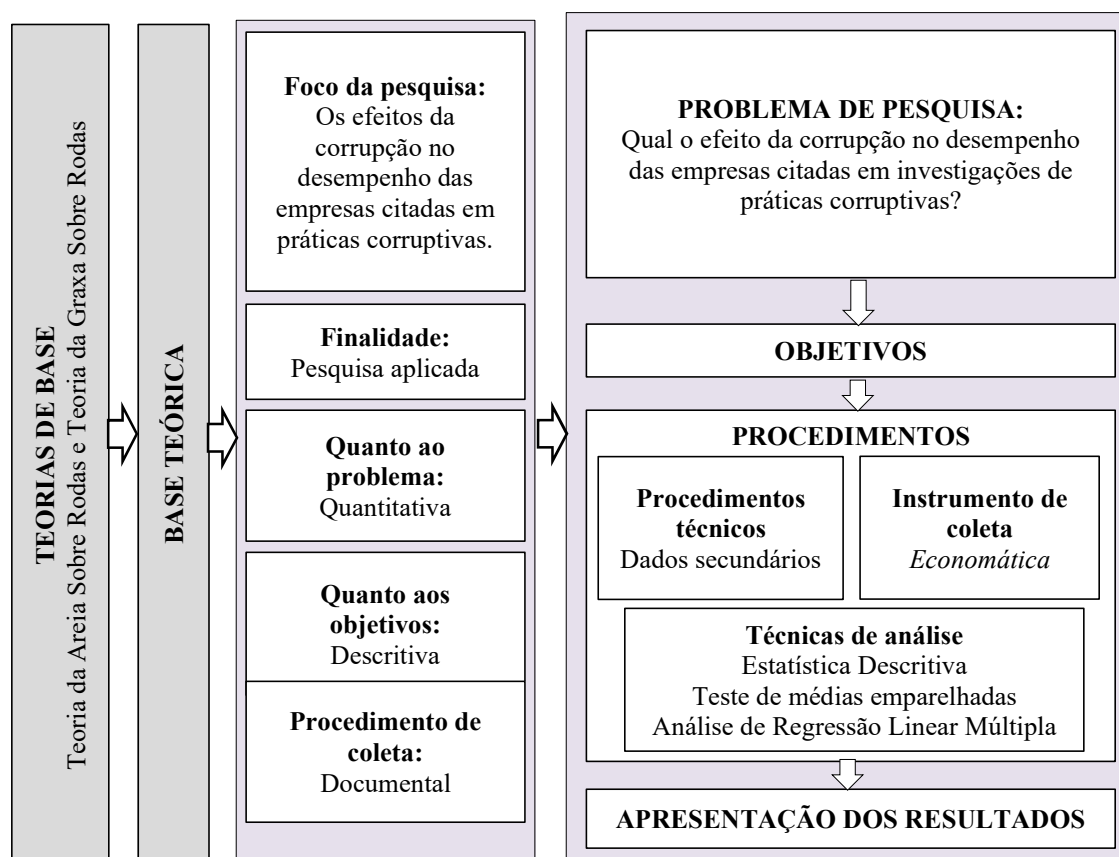 TEORIAS DE BASE
Teoria da Areia Sobre Rodas e Teoria da Graxa Sobre Rodas
BASE TEÓRICA
Foco da pesquisa:
Os efeitos da
corrupção no
desempenho das
empresas citadas em
práticas corruptivas.
Finalidade:
Pesquisa aplicada
Quanto ao
problema:
Quantitativa
Quanto aos
objetivos:
Descritiva
Procedimento de
coleta:
Documental
PROBLEMA DE PESQUISA:
Qual o efeito da corrupção no desempenho
das empresas citadas em investigações de
práticas corruptivas?
OBJETIVOS
PROCEDIMENTOS
Procedimentos
técnicos
Dados secundários
Instrumento de
coleta
Economática
Técnicas de análise
Estatística Descritiva
Teste de médias emparelhadas
Análise de Regressão Linear Múltipla
APRESENTAÇÃO DOS RESULTADOS